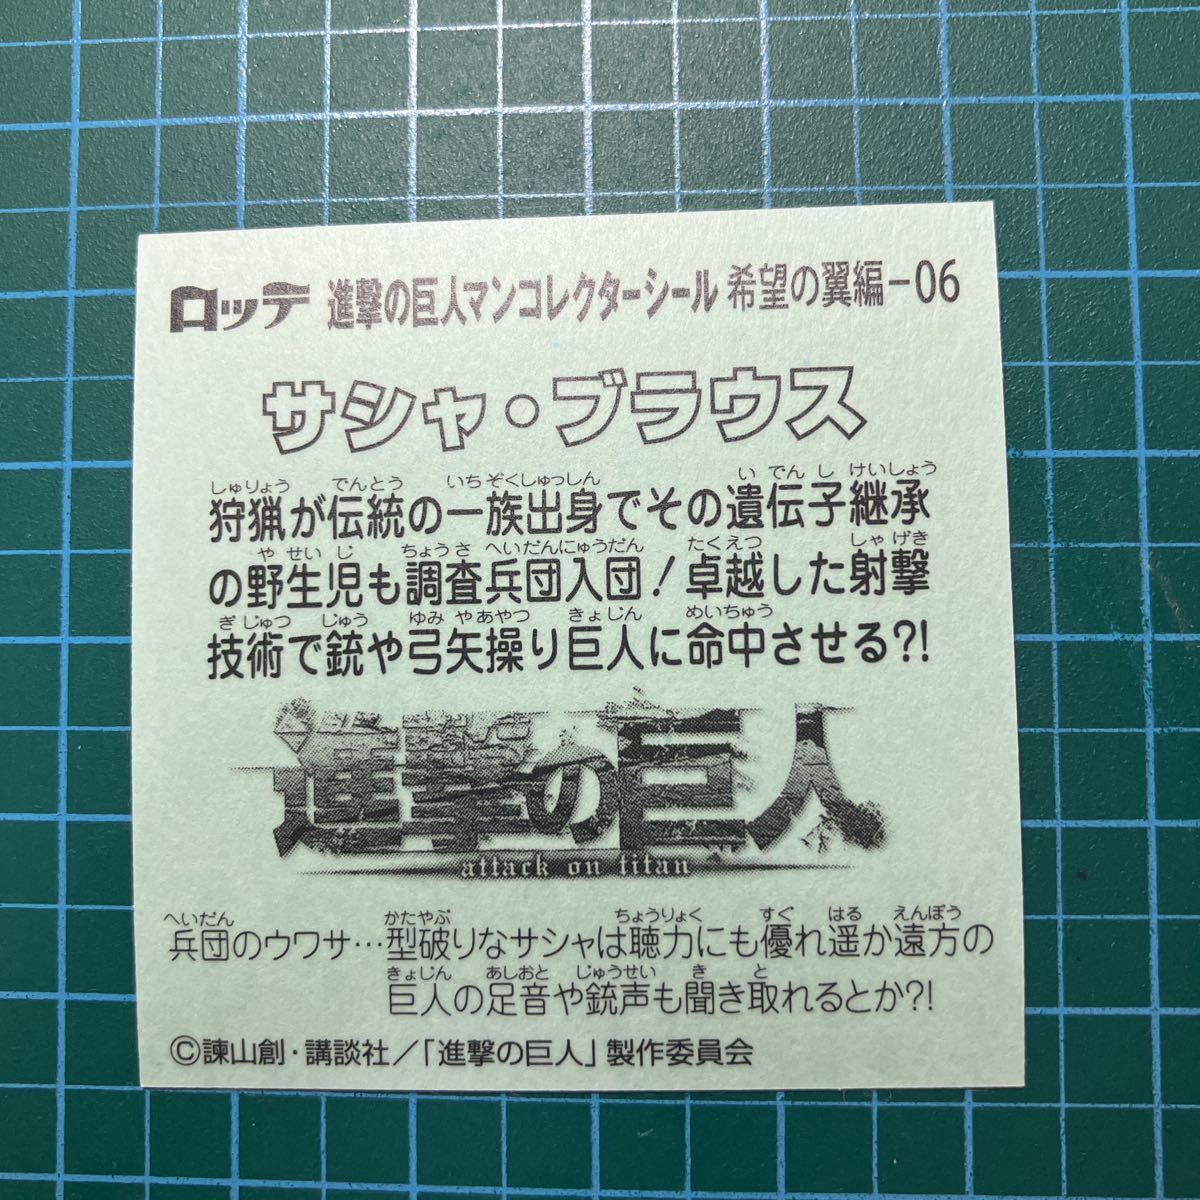 ロッテ 進撃の巨人マンコレクターシール 希望の翼編-06
サシャ・ブラウス
しゅりょう でんとう いちぞくしゅっしん いでんし けいしょう
狩猟が伝統の一族出身でその遺伝子継承
やせいじ ちょうさ へいだんにゅうだん たくえつ しゃげき
の野生児も調査兵団入団!卓越した射撃
ぎじゅつ じゅう ゆみ やあやつ きょじん めいちゅう
技術で銃や弓矢操り巨人に命中させる?!
進撃の巨人
attack on titan
へいだん かたやぶ ちょうりょく すぐ はる えんぽう
兵団のウワサ…型破りなサシャは聴力にも優れ遥か遠方の
きょじん あしおと じゅうせい き と
巨人の足音や銃声も聞き取れるとか?!
©諫山創・講談社/「進撃の巨人」製作委員会